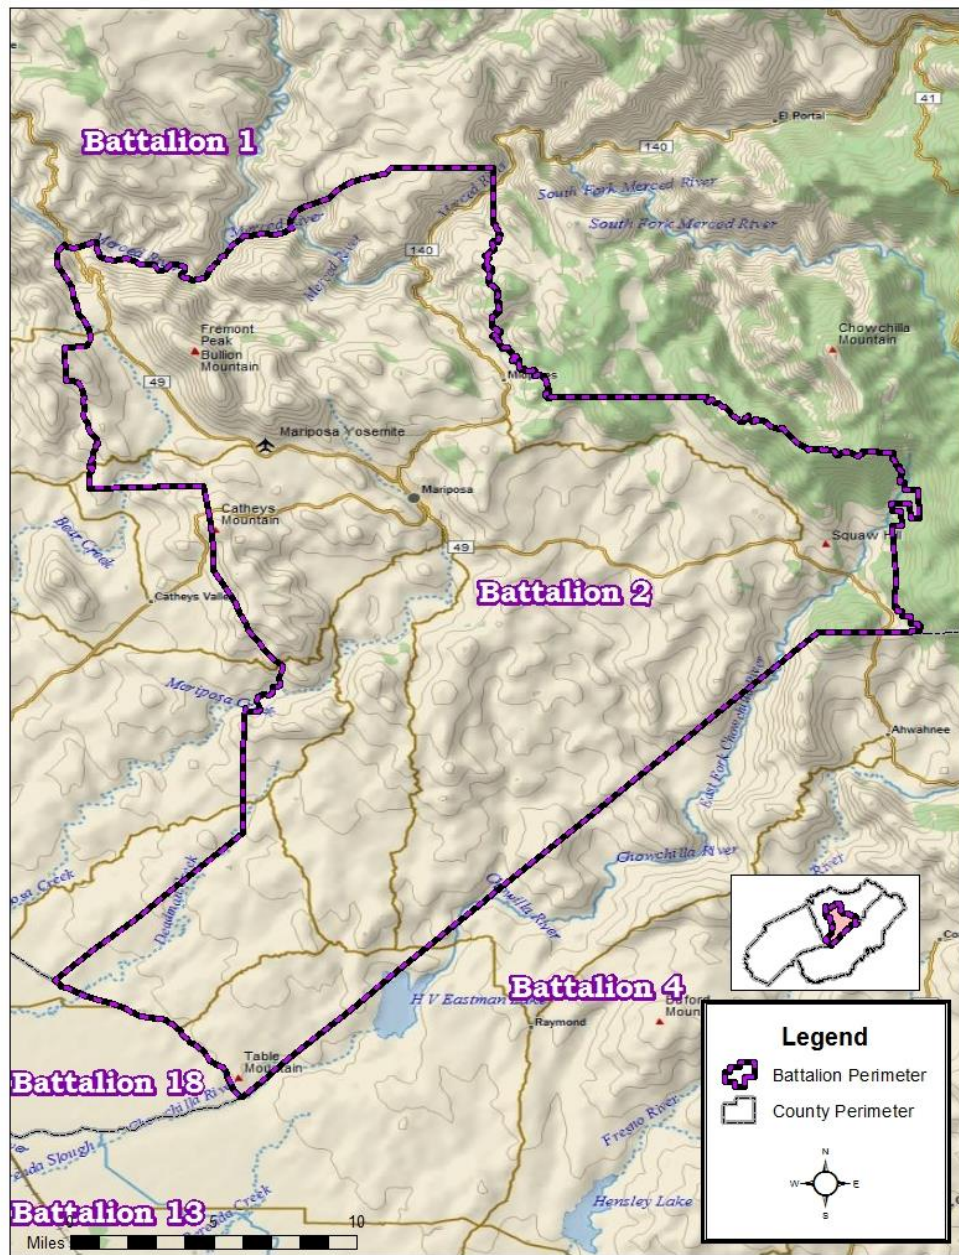 41
El Portal
Battalion 1
140
Merced River
South Fork Merced River
South Fork Merced River
Merced River
140
Merced River
Fremont
Peak
Bullion
Mountain
Chowchilla
Mountain
49
Mariposa Yosemite
Mariposa
Catheys
Mountain
Bear Creek
49
Squaw Hill
Battalion 2
Catheys Valley
Mariposa Creek
East Fork Chowchilla River
Ahwahnee
Chowchilla River
River
Creek
Battalion 4
H V Eastman Lake
Raymond
Table
Mountain
Battalion 18
Chowchilla River
Slough
Fresno River
Battalion 13
Creek
Hensley Lake
5
10
Miles
Legend
Battalion Perimeter
County Perimeter
N
W
E
S